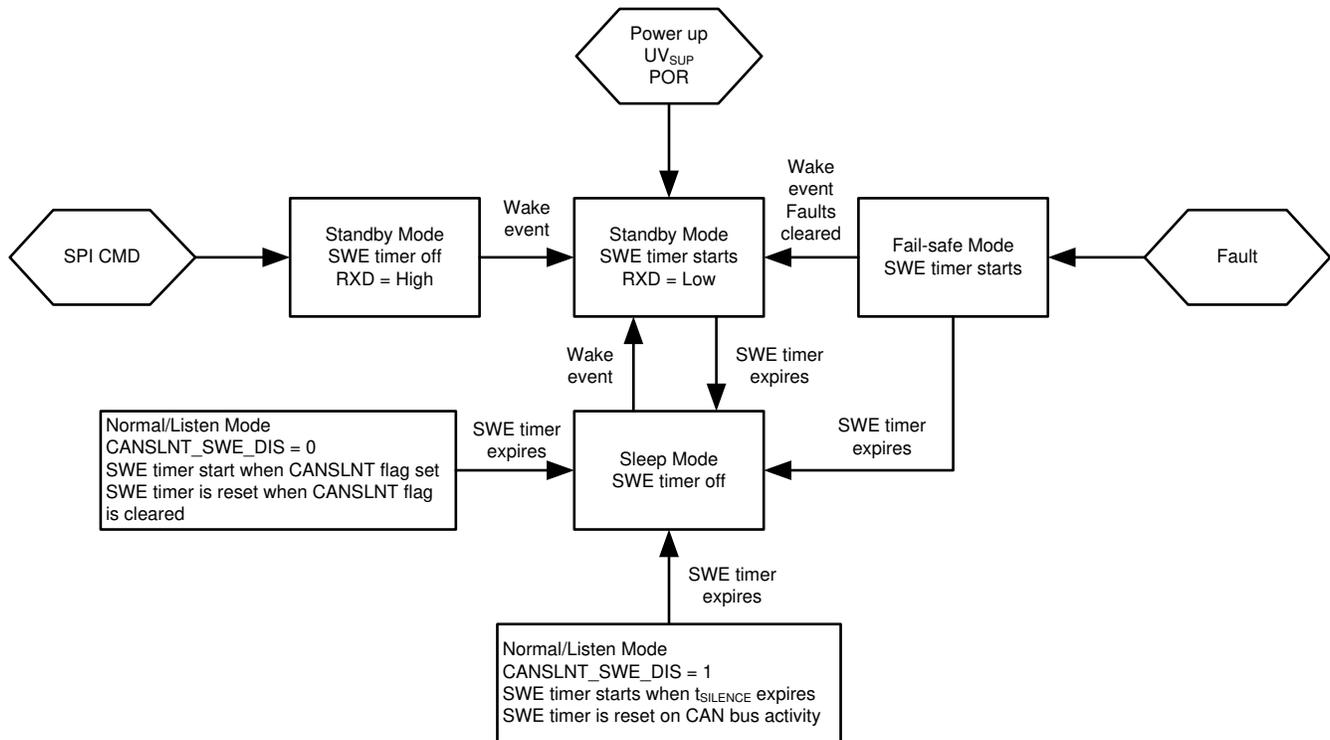 Power up
UVSUP
POR
Wake
event
Faults
cleared
Wake
event
SPI CMD
Standby Mode
SWE timer off
RXD = High
Standby Mode
SWE timer starts
RXD = Low
Fail-safe Mode
SWE timer starts
Fault
Wake
event
SWE timer
expires
Normal/Listen Mode
CANSLNT_SWE_DIS = 0
SWE timer start when CANSLNT flag set
SWE timer is reset when CANSLNT flag
is cleared
SWE timer
expires
Sleep Mode
SWE timer off
SWE timer
expires
SWE timer
expires
Normal/Listen Mode
CANSLNT_SWE_DIS = 1
SWE timer starts when tSILENCE expires
SWE timer is reset on CAN bus activity